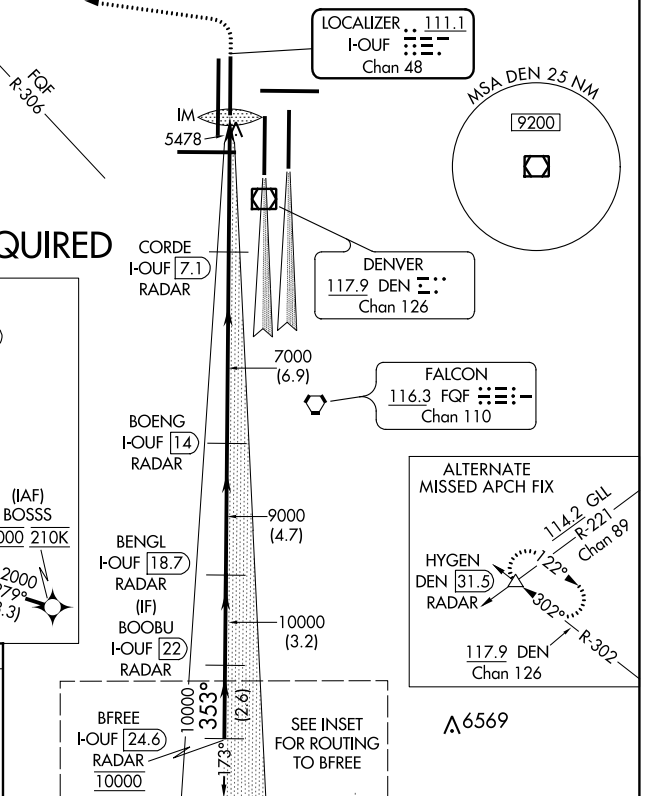 LOCALIZER 111.1
I-OUF
Chan 48
FQF
R-306
MSA DEN 25 NM
9200
IM
5478
QUIRED
CORDE
I-OUF 7.1
RADAR
DENVER
117.9 DEN
Chan 126
7000
(6.9)
FALCON
116.3 FQF
Chan 110
BOENG
I-OUF 14
RADAR
ALTERNATE
MISSED APCH FIX
114.2 GLL
R-221
Chan 89
HYGEN
DEN 31.5
RADAR
122°
302°
R-302
117.9 DEN
Chan 126
(IAF)
BOSSS
000 210K
2000
279°
.3)
9000
(4.7)
BENGL
I-OUF 18.7
RADAR
(IF)
BOOBU
I-OUF 22
RADAR
10000
(3.2)
10000
353°
(2.6)
173°
BFREE
I-OUF 24.6
RADAR
10000
SEE INSET
FOR ROUTING
TO BFREE
6569